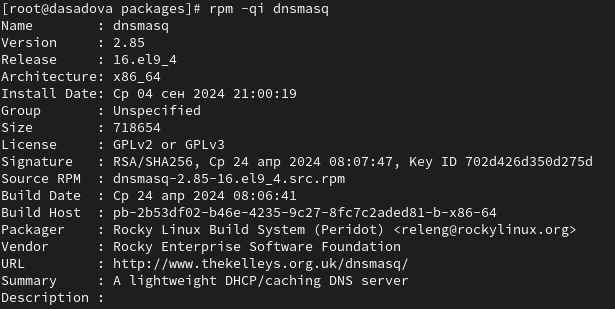 [root@dasadova packages]# rpm -qi dnsmasq
Name        : dnsmasq
Version     : 2.85
Release     : 16.el9_4
Architecture: x86_64
Install Date: Ср 04 сен 2024 21:00:19
Group       : Unspecified
Size        : 718654
License     : GPLv2 or GPLv3
Signature   : RSA/SHA256, Ср 24 апр 2024 08:07:47, Key ID 702d426d350d275d
Source RPM  : dnsmasq-2.85-16.el9_4.src.rpm
Build Date  : Ср 24 апр 2024 08:06:41
Build Host  : pb-2b53df02-b46e-4235-9c27-8fc7c2aded81-b-x86-64
Packager    : Rocky Linux Build System (Peridot) <releng@rockylinux.org>
Vendor      : Rocky Enterprise Software Foundation
URL         : http://www.thekelleys.org.uk/dnsmasq/
Summary     : A lightweight DHCP/caching DNS server
Description :